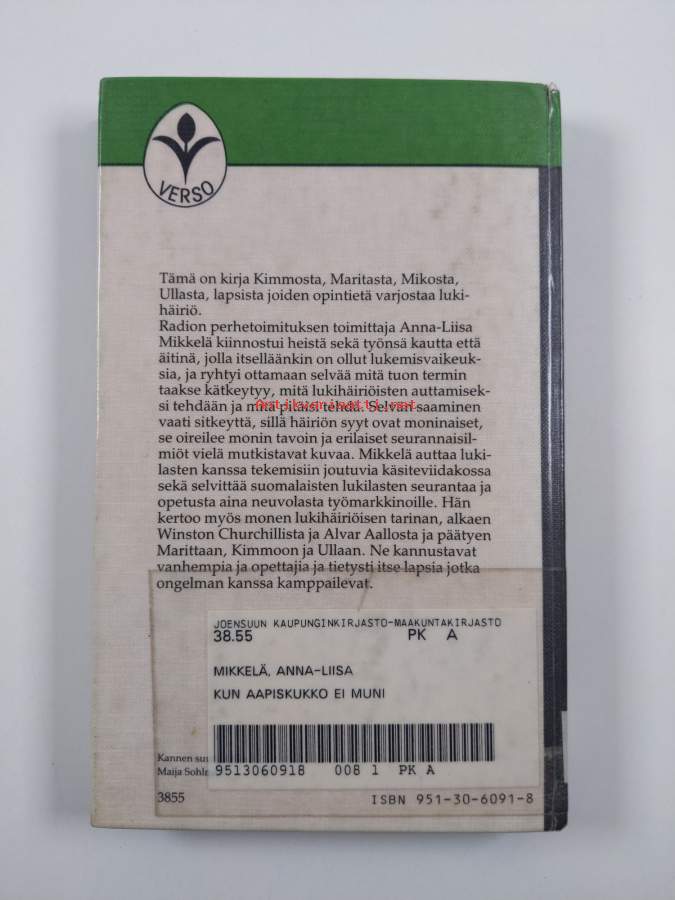 VERSO
Tämä on kirja Kimmosta, Maritasta, Mikosta,
Ullasta, lapsista joiden opintietä varjostaa luki-
häiriö.
Radion perhetoimituksen toimittaja Anna-Liisa
Mikkelä kiinnostui heistä sekä työnsä kautta että
äitinä, jolla itselläänkin on ollut lukemisvaikeuk-
sia, ja ryhtyi ottamaan selvää mitä tuon termin
taakse kätkeytyy, mitä lukihäiriöisten auttamisek-
si tehdään ja mitä pitäisi tehdä. Selvän saaminen
Antikvariaatti.net
vaati sitkeyttä, sillä häiriön syyt ovat moninaiset,
se oireilee monin tavoin ja erilaiset seurannaisil-
miöt vielä mutkistavat kuvaa. Mikkelä auttaa luki-
lasten kanssa tekemisiin joutuvia käsiteviidakossa
sekä selvittää suomalaisten lukilasten seurantaa ja
opetusta aina neuvolasta työmarkkinoille. Hän
kertoo myös monen lukihäiriöisen tarinan, alkaen
Winston Churchillista ja Alvar Aallosta ja päätyen
Marittaan, Kimmoon ja Ullaan. Ne kannustavat
vanhempia ja opettajia ja tietysti itse lapsia jotka
ongelman kanssa kamppailevat.
JOENSUUN KAUPUNGINKIRJASTO-MAAKUNTAKIRJASTO
38.55 PK A
MIKKELÄ, ANNA-LIISA
KUN AAPISKUKKO EI MUNI
Kannen
Maija
9513060918 008 1 PK A
3855 ISBN 951-30-6091-8